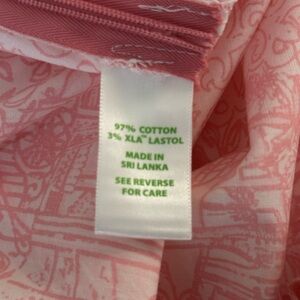 97% COTTON
3% XLA™ LASTOL
MADE IN
SRI LANKA
SEE REVERSE
FOR CARE